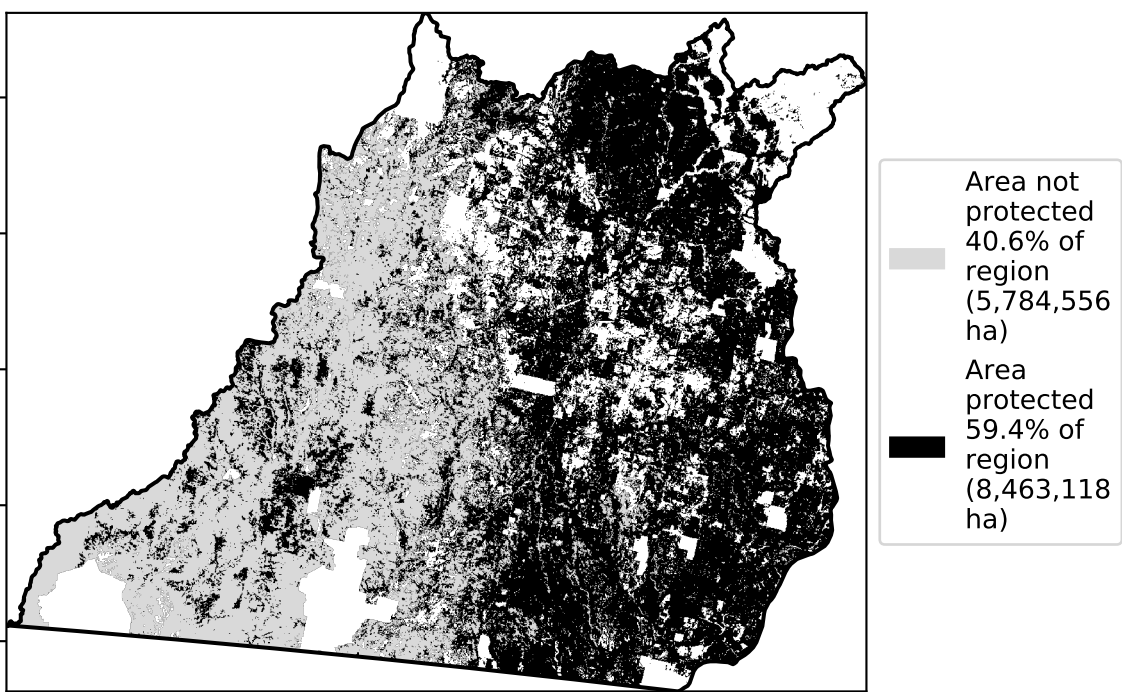 Area not
protected
40.6% of
region
(5,784,556
ha)
Area
protected
59.4% of
region
(8,463,118
ha)